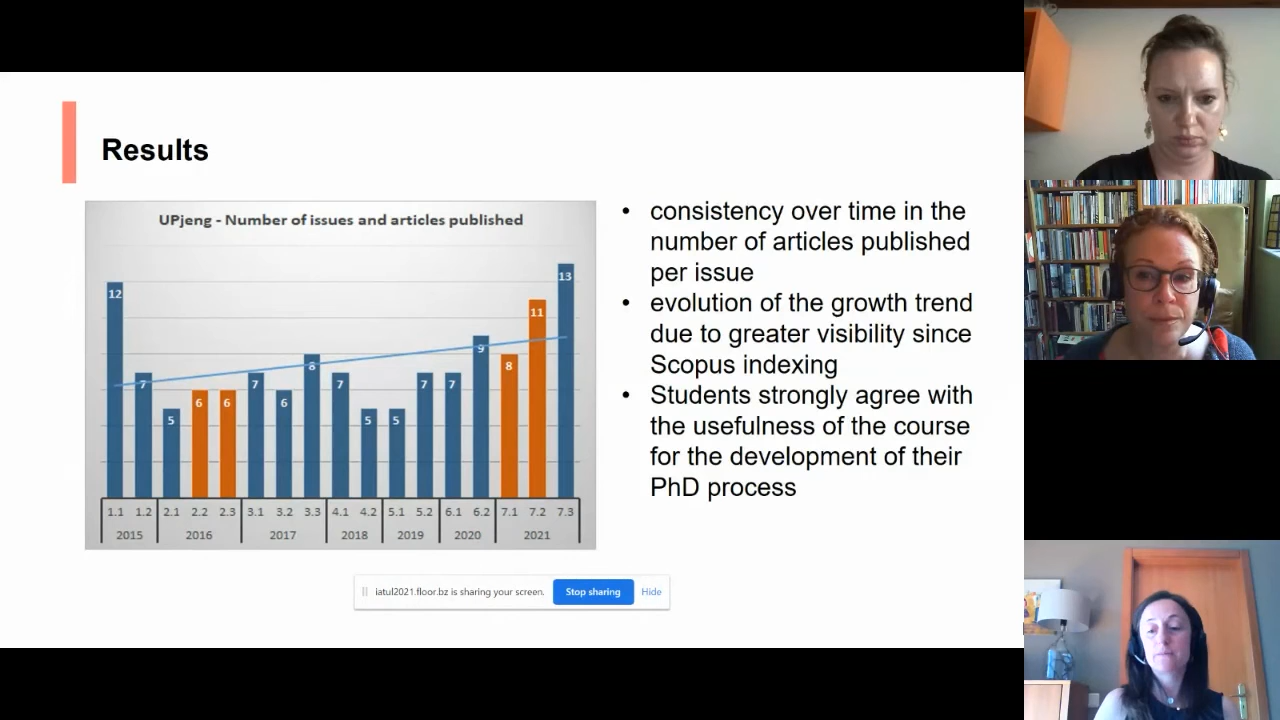 Results
UPjeng - Number of issues and articles published
12
7
5
6
6
7
6
8
7
5
5
7
7
9
8
11
13
1.1 1.2 2.1 2.2 2.3 3.1 3.2 3.3 4.1 4.2 5.1 5.2 6.1 6.2 7.1 7.2 7.3
2015 2016 2017 2018 2019 2020 2021
• consistency over time in the
number of articles published
per issue
• evolution of the growth trend
due to greater visibility since
Scopus indexing
• Students strongly agree with
the usefulness of the course
for the development of their
PhD process
iatul2021.floor.bz is sharing your screen. Stop sharing Hide